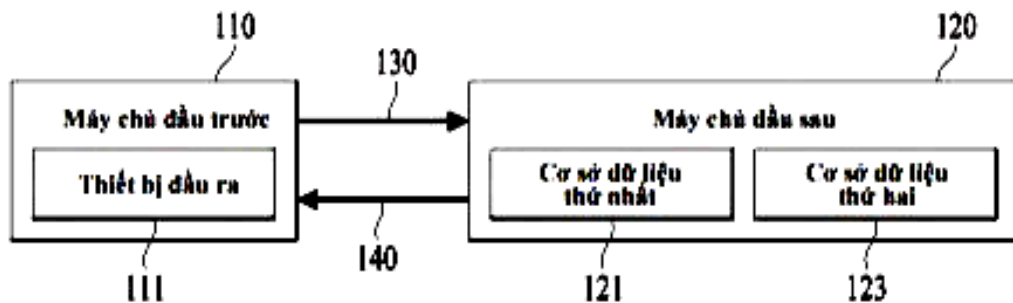 110
120
130
Máy chủ đầu trước
Máy chủ đầu sau
Thiết bị đầu ra
Cơ sở dữ liệu
thứ nhất
Cơ sở dữ liệu
thứ hai
111
140
121
123